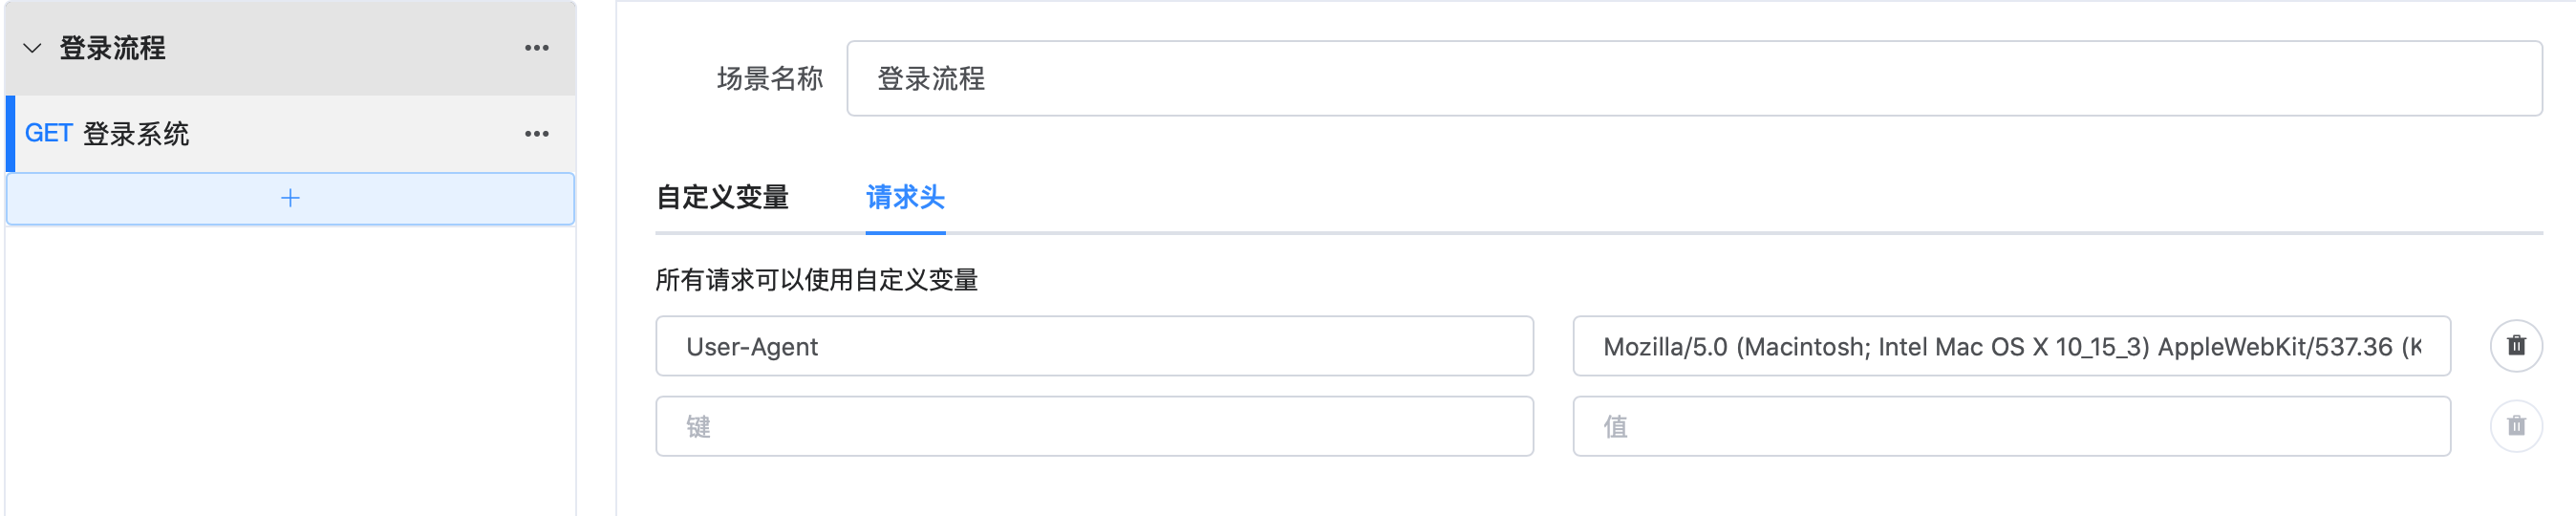 登录流程
GET 登录系统
场景名称 登录流程
自定义变量 请求头
所有请求可以使用自定义变量
User-Agent Mozilla/5.0 (Macintosh; Intel Mac OS X 10_15_3) AppleWebKit/537.36 (K
键 值